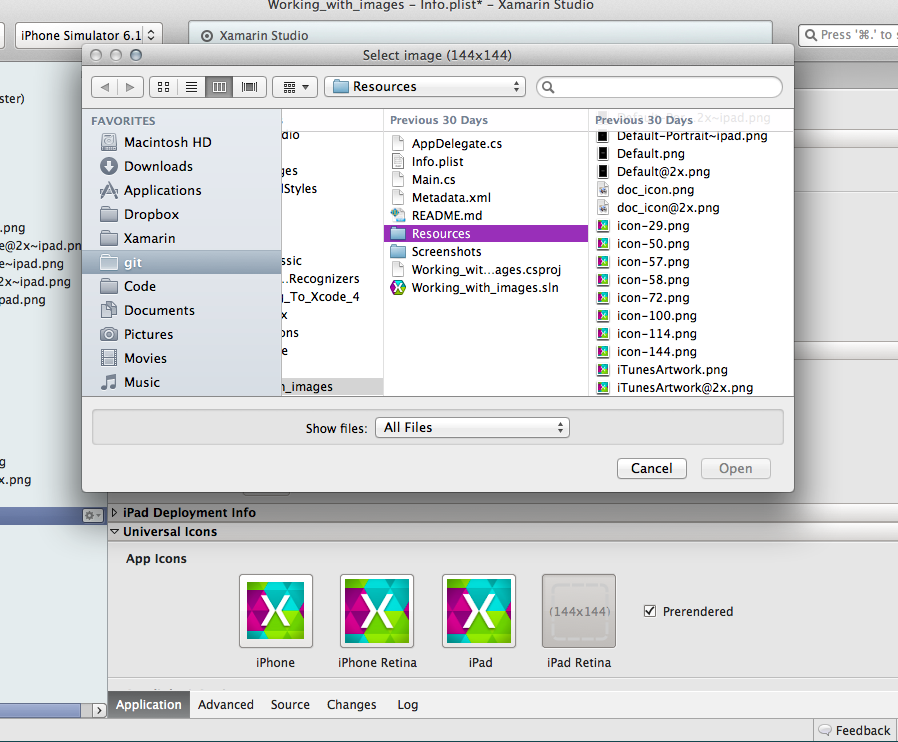 Working_with_images – Info.plist* – Xamarin Studio
iPhone Simulator 6.1
Xamarin Studio
Press '⌘.' to s
Select image (144x144)
Resources
ster)
.png
e@2x~ipad.pn
e~ipad.png
2x~ipad.png
pad.png
g
x.png
FAVORITES
Macintosh HD
Downloads
Applications
Dropbox
Xamarin
git
Code
Documents
Pictures
Movies
Music
dio
ges
dStyles
ssic
..Recognizers
g_To_Xcode_4
x
ons
e
n_images
Previous 30 Days
AppDelegate.cs
Info.plist
Main.cs
Metadata.xml
README.md
Resources
Screenshots
Working_wit...ages.csproj
Working_with_images.sln
Previous 30 Days
Default-Portrait~ipad.png
Default.png
Default@2x.png
doc_icon.png
doc_icon@2x.png
icon-29.png
icon-50.png
icon-57.png
icon-58.png
icon-72.png
icon-100.png
icon-114.png
icon-144.png
iTunesArtwork.png
iTunesArtwork@2x.png
Show files: All Files
Cancel
Open
iPad Deployment Info
Universal Icons
App Icons
(144x144)
Prerendered
iPhone
iPhone Retina
iPad
iPad Retina
Application
Advanced
Source
Changes
Log
Feedback